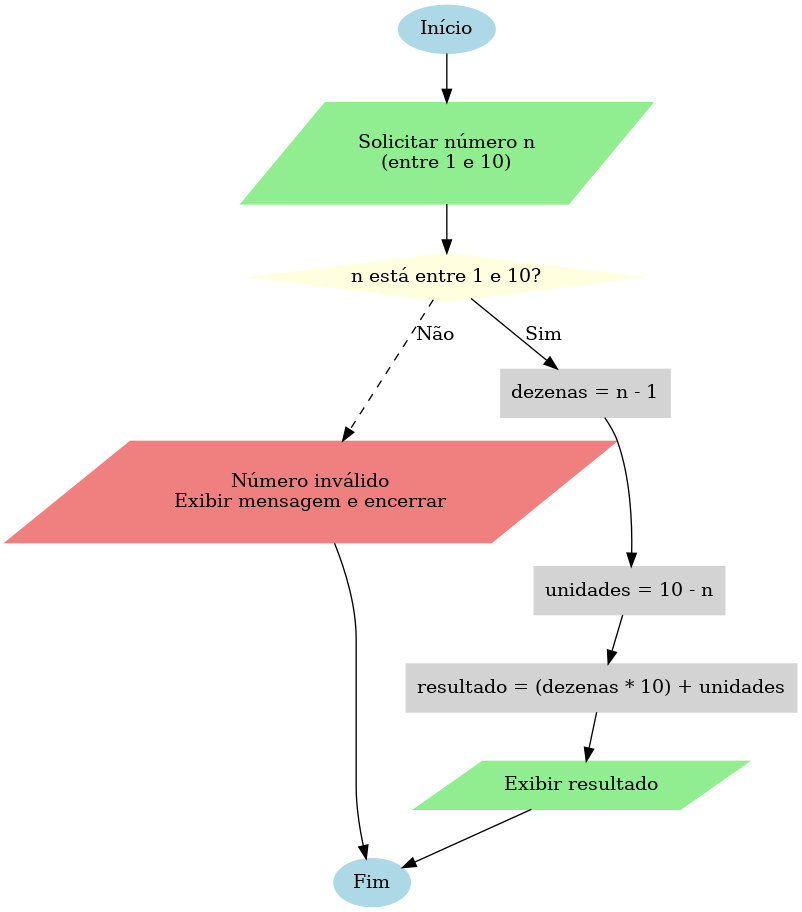 Início
Solicitar número n
(entre 1 e 10)
n está entre 1 e 10?
Não
Sim
dezenas = n - 1
Número inválido
Exibir mensagem e encerrar
unidades = 10 - n
resultado = (dezenas * 10) + unidades
Exibir resultado
Fim